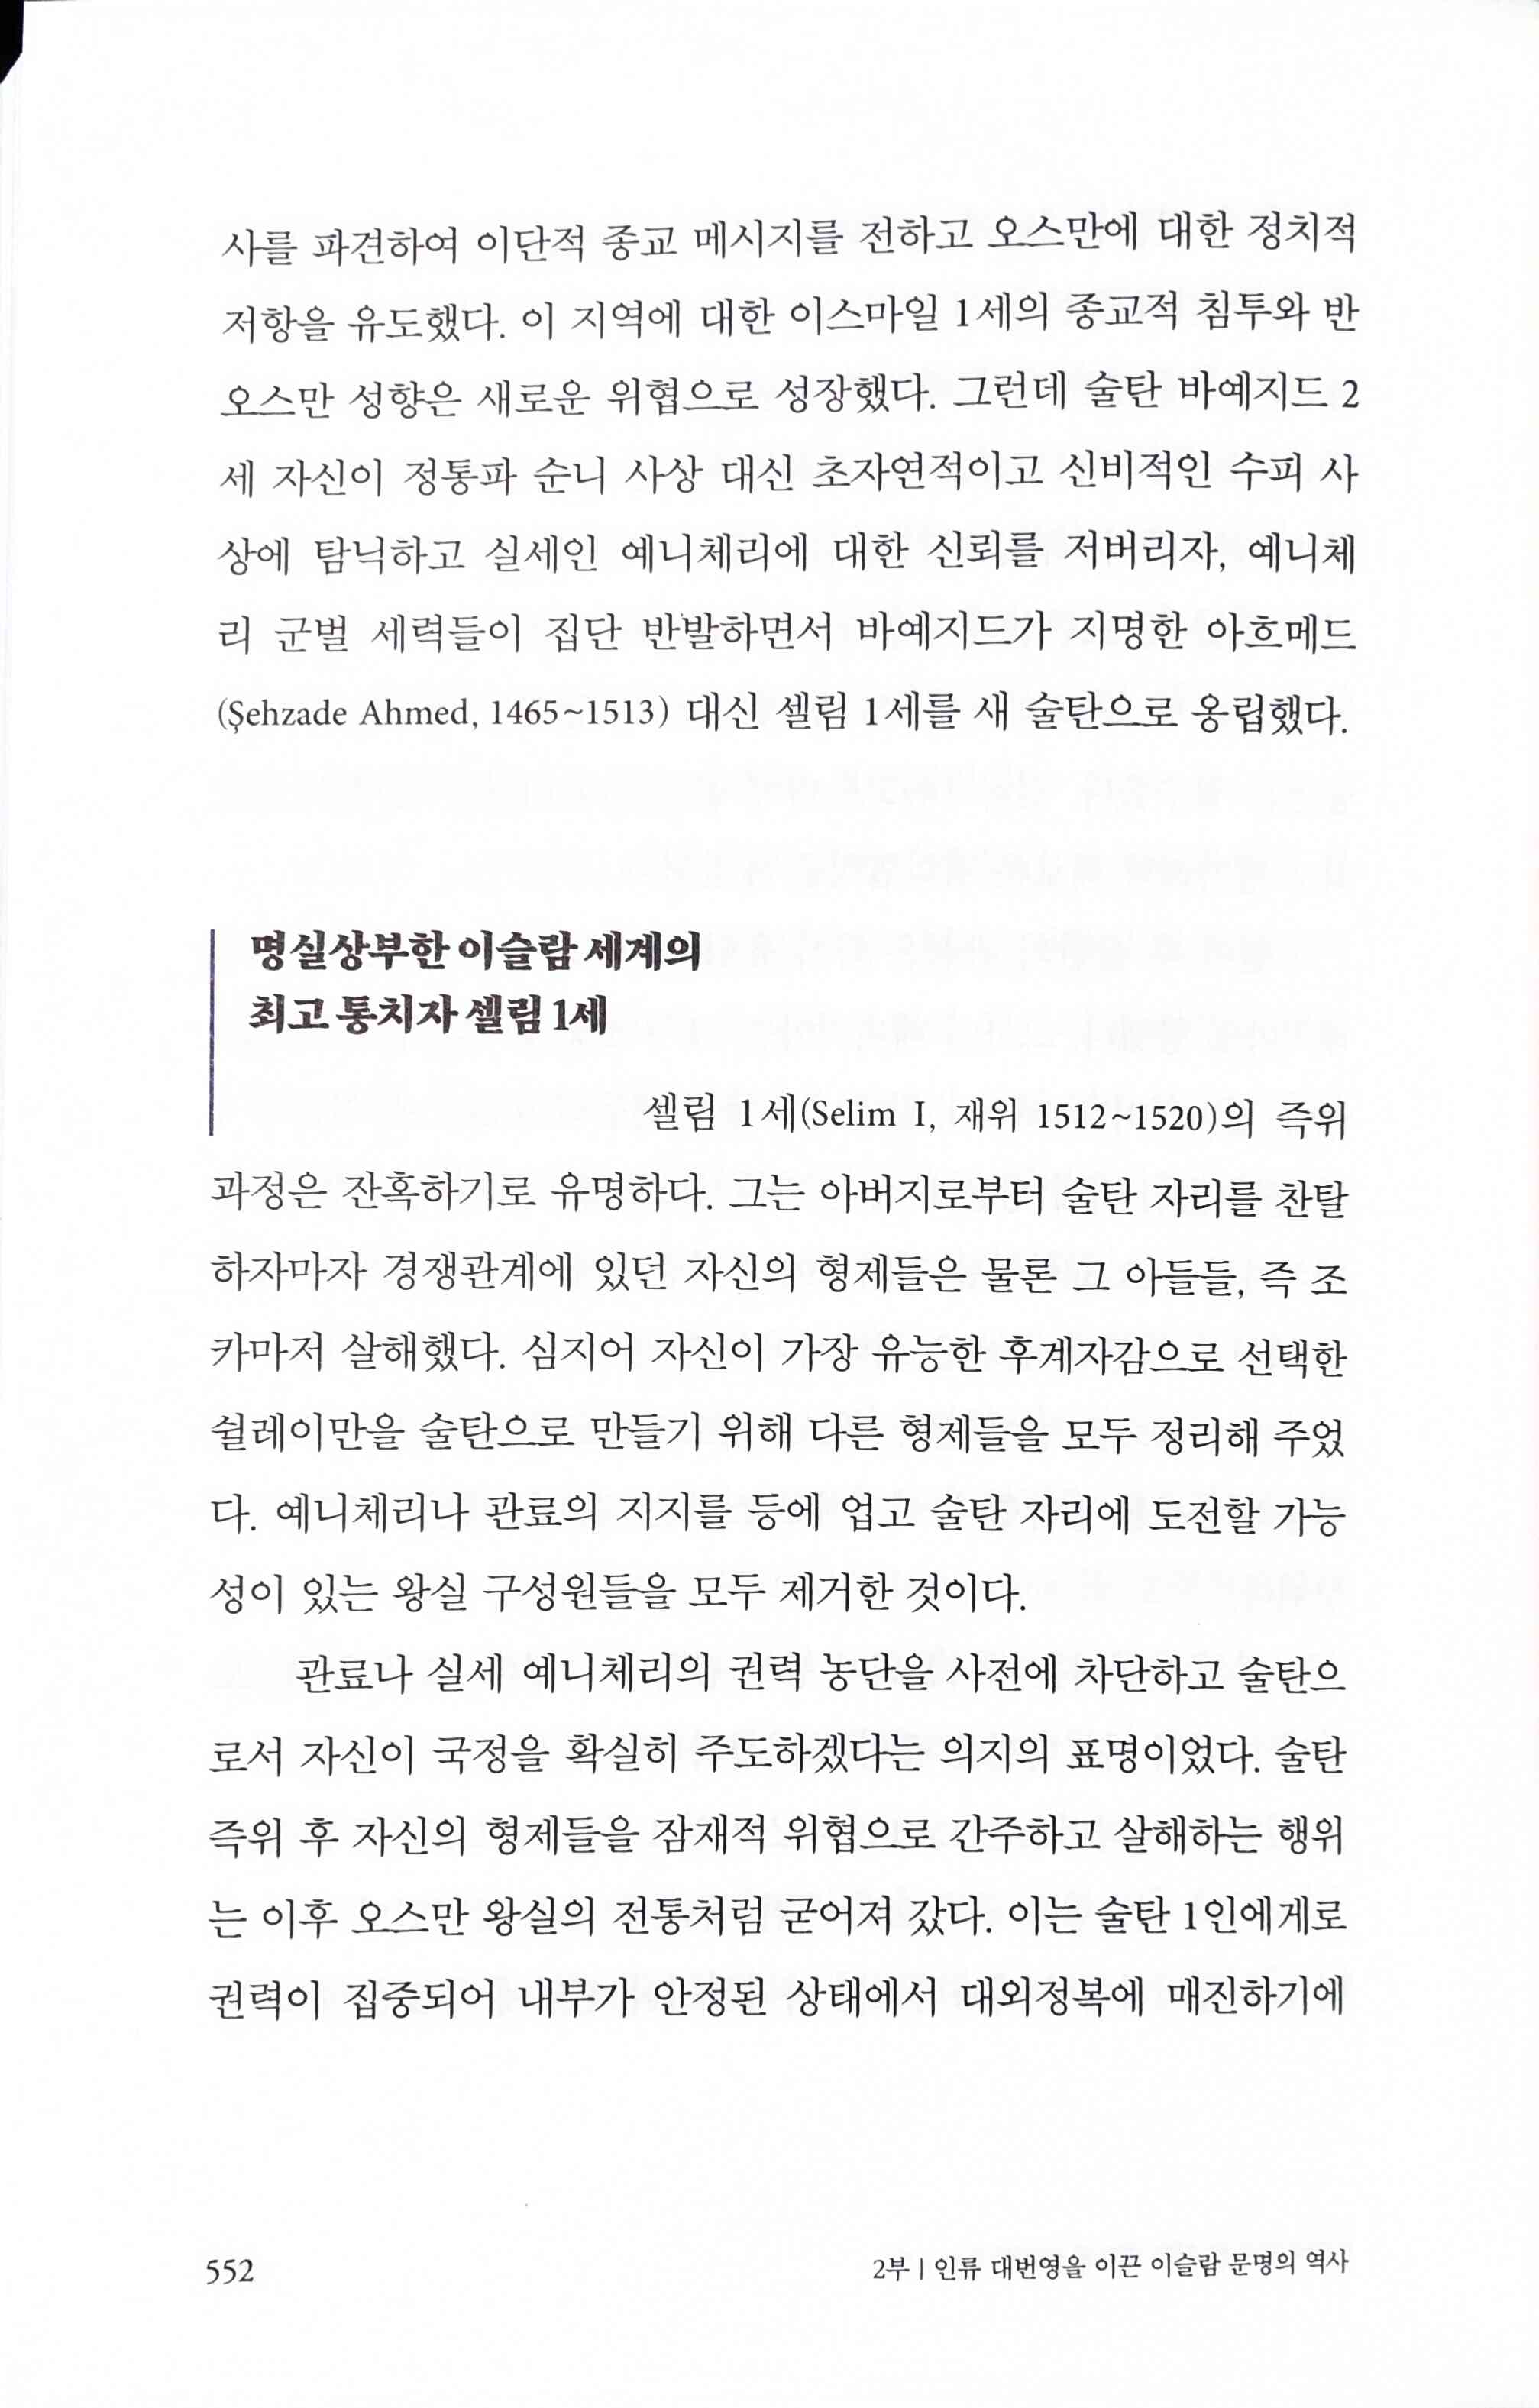 사를 파견하여 이단적 종교 메시지를 전하고 오스만에 대한 정치적
저항을 유도했다. 이 지역에 대한 이스마일 1세의 종교적 침투와 반
오스만 성향은 새로운 위협으로 성장했다. 그런데 술탄 바예지드 2
세 자신이 정통파 순니 사상 대신 초자연적이고 신비적인 수피 사
상에 탐닉하고 실세인 예니체리에 대한 신뢰를 저버리자, 예니체
리 군벌 세력들이 집단 반발하면서 바예지드가 지명한 아흐메드
(Şehzade Ahmed, 1465~1513) 대신 셀림 1세를 새 술탄으로 옹립했다.
명실상부한 이슬람 세계의
최고 통치자 셀림 1세
셀림 1세(Selim I, 재위 1512~1520)의 즉위
과정은 잔혹하기로 유명하다. 그는 아버지로부터 술탄 자리를 찬탈
하자마자 경쟁관계에 있던 자신의 형제들은 물론 그 아들들, 즉 조
카마저 살해했다. 심지어 자신이 가장 유능한 후계자감으로 선택한
쉴레이만을 술탄으로 만들기 위해 다른 형제들을 모두 정리해 주었
다. 예니체리나 관료의 지지를 등에 업고 술탄 자리에 도전할 가능
성이 있는 왕실 구성원들을 모두 제거한 것이다.
관료나 실세 예니체리의 권력 농단을 사전에 차단하고 술탄으
로서 자신이 국정을 확실히 주도하겠다는 의지의 표명이었다. 술탄
즉위 후 자신의 형제들을 잠재적 위협으로 간주하고 살해하는 행위
는 이후 오스만 왕실의 전통처럼 굳어져 갔다. 이는 술탄 1인에게로
권력이 집중되어 내부가 안정된 상태에서 대외정복에 매진하기에
552
2부 | 인류 대번영을 이끈 이슬람 문명의 역사